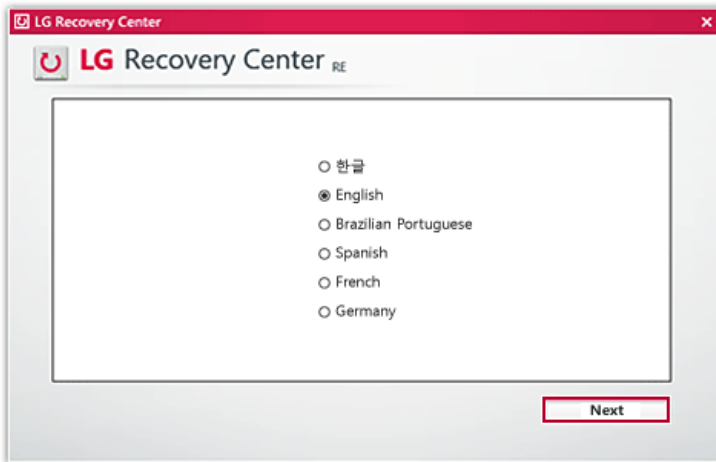 LG Recovery Center
LG Recovery Center RE
한글
English
Brazilian Portuguese
Spanish
French
Germany
Next